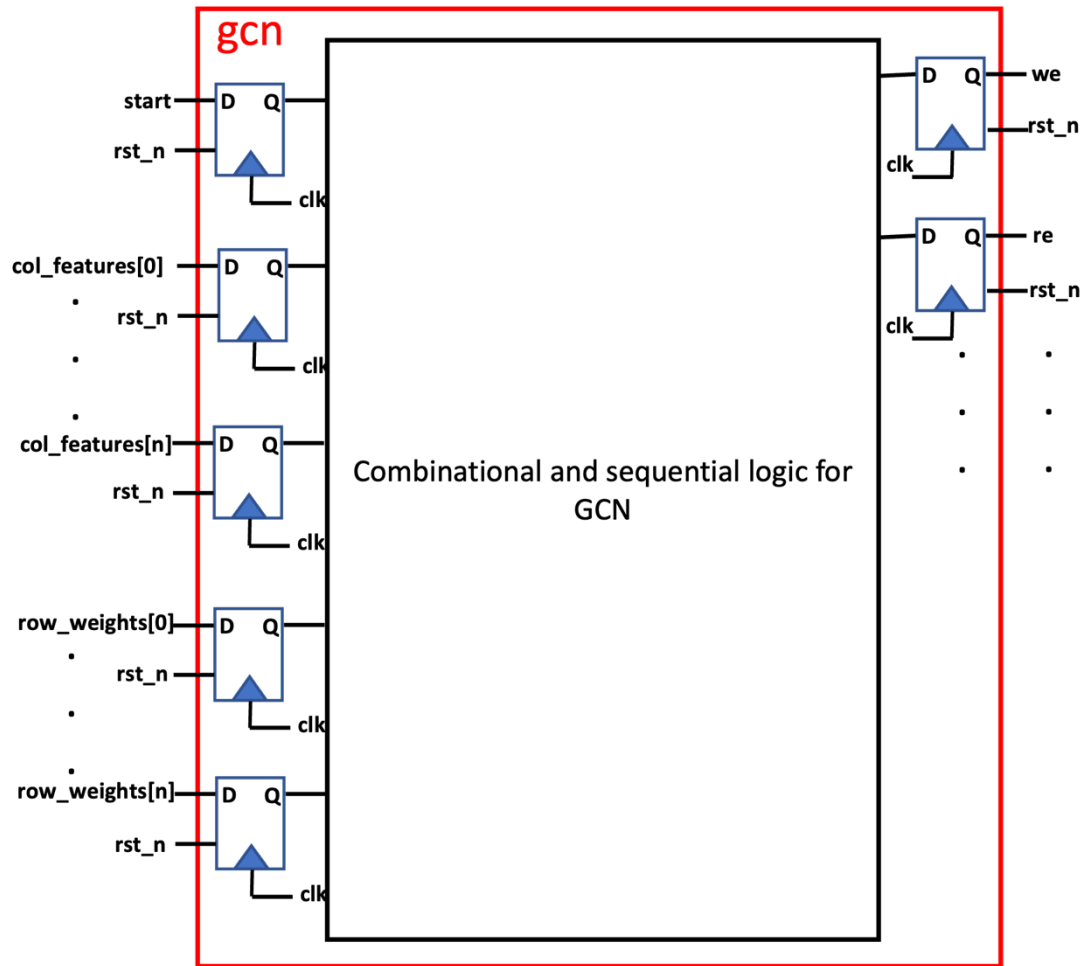 gcn
start
D Q
rst_n
clk
col_features[0]
D Q
rst_n
clk
col_features[n]
D Q
rst_n
clk
row_weights[0]
D Q
rst_n
clk
row_weights[n]
D Q
rst_n
clk
Combinational and sequential logic for
GCN
D Q
we
rst_n
clk
D Q
re
rst_n
clk